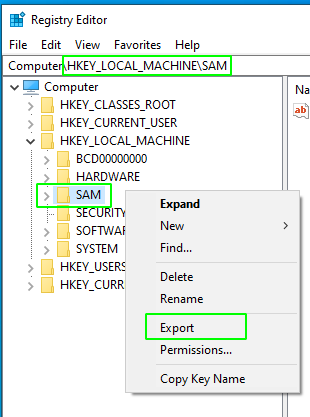 Registry Editor
File Edit View Favorites Help
Computer\HKEY_LOCAL_MACHINE\SAM
Computer
Na
HKEY_CLASSES_ROOT
ab
HKEY_CURRENT_USER
HKEY_LOCAL_MACHINE
BCD00000000
HARDWARE
SAM
Expand
SECURITY
New
SOFTWAR
Find...
SYSTEM
HKEY_USERS
Delete
HKEY_CURR
Rename
Export
Permissions...
Copy Key Name